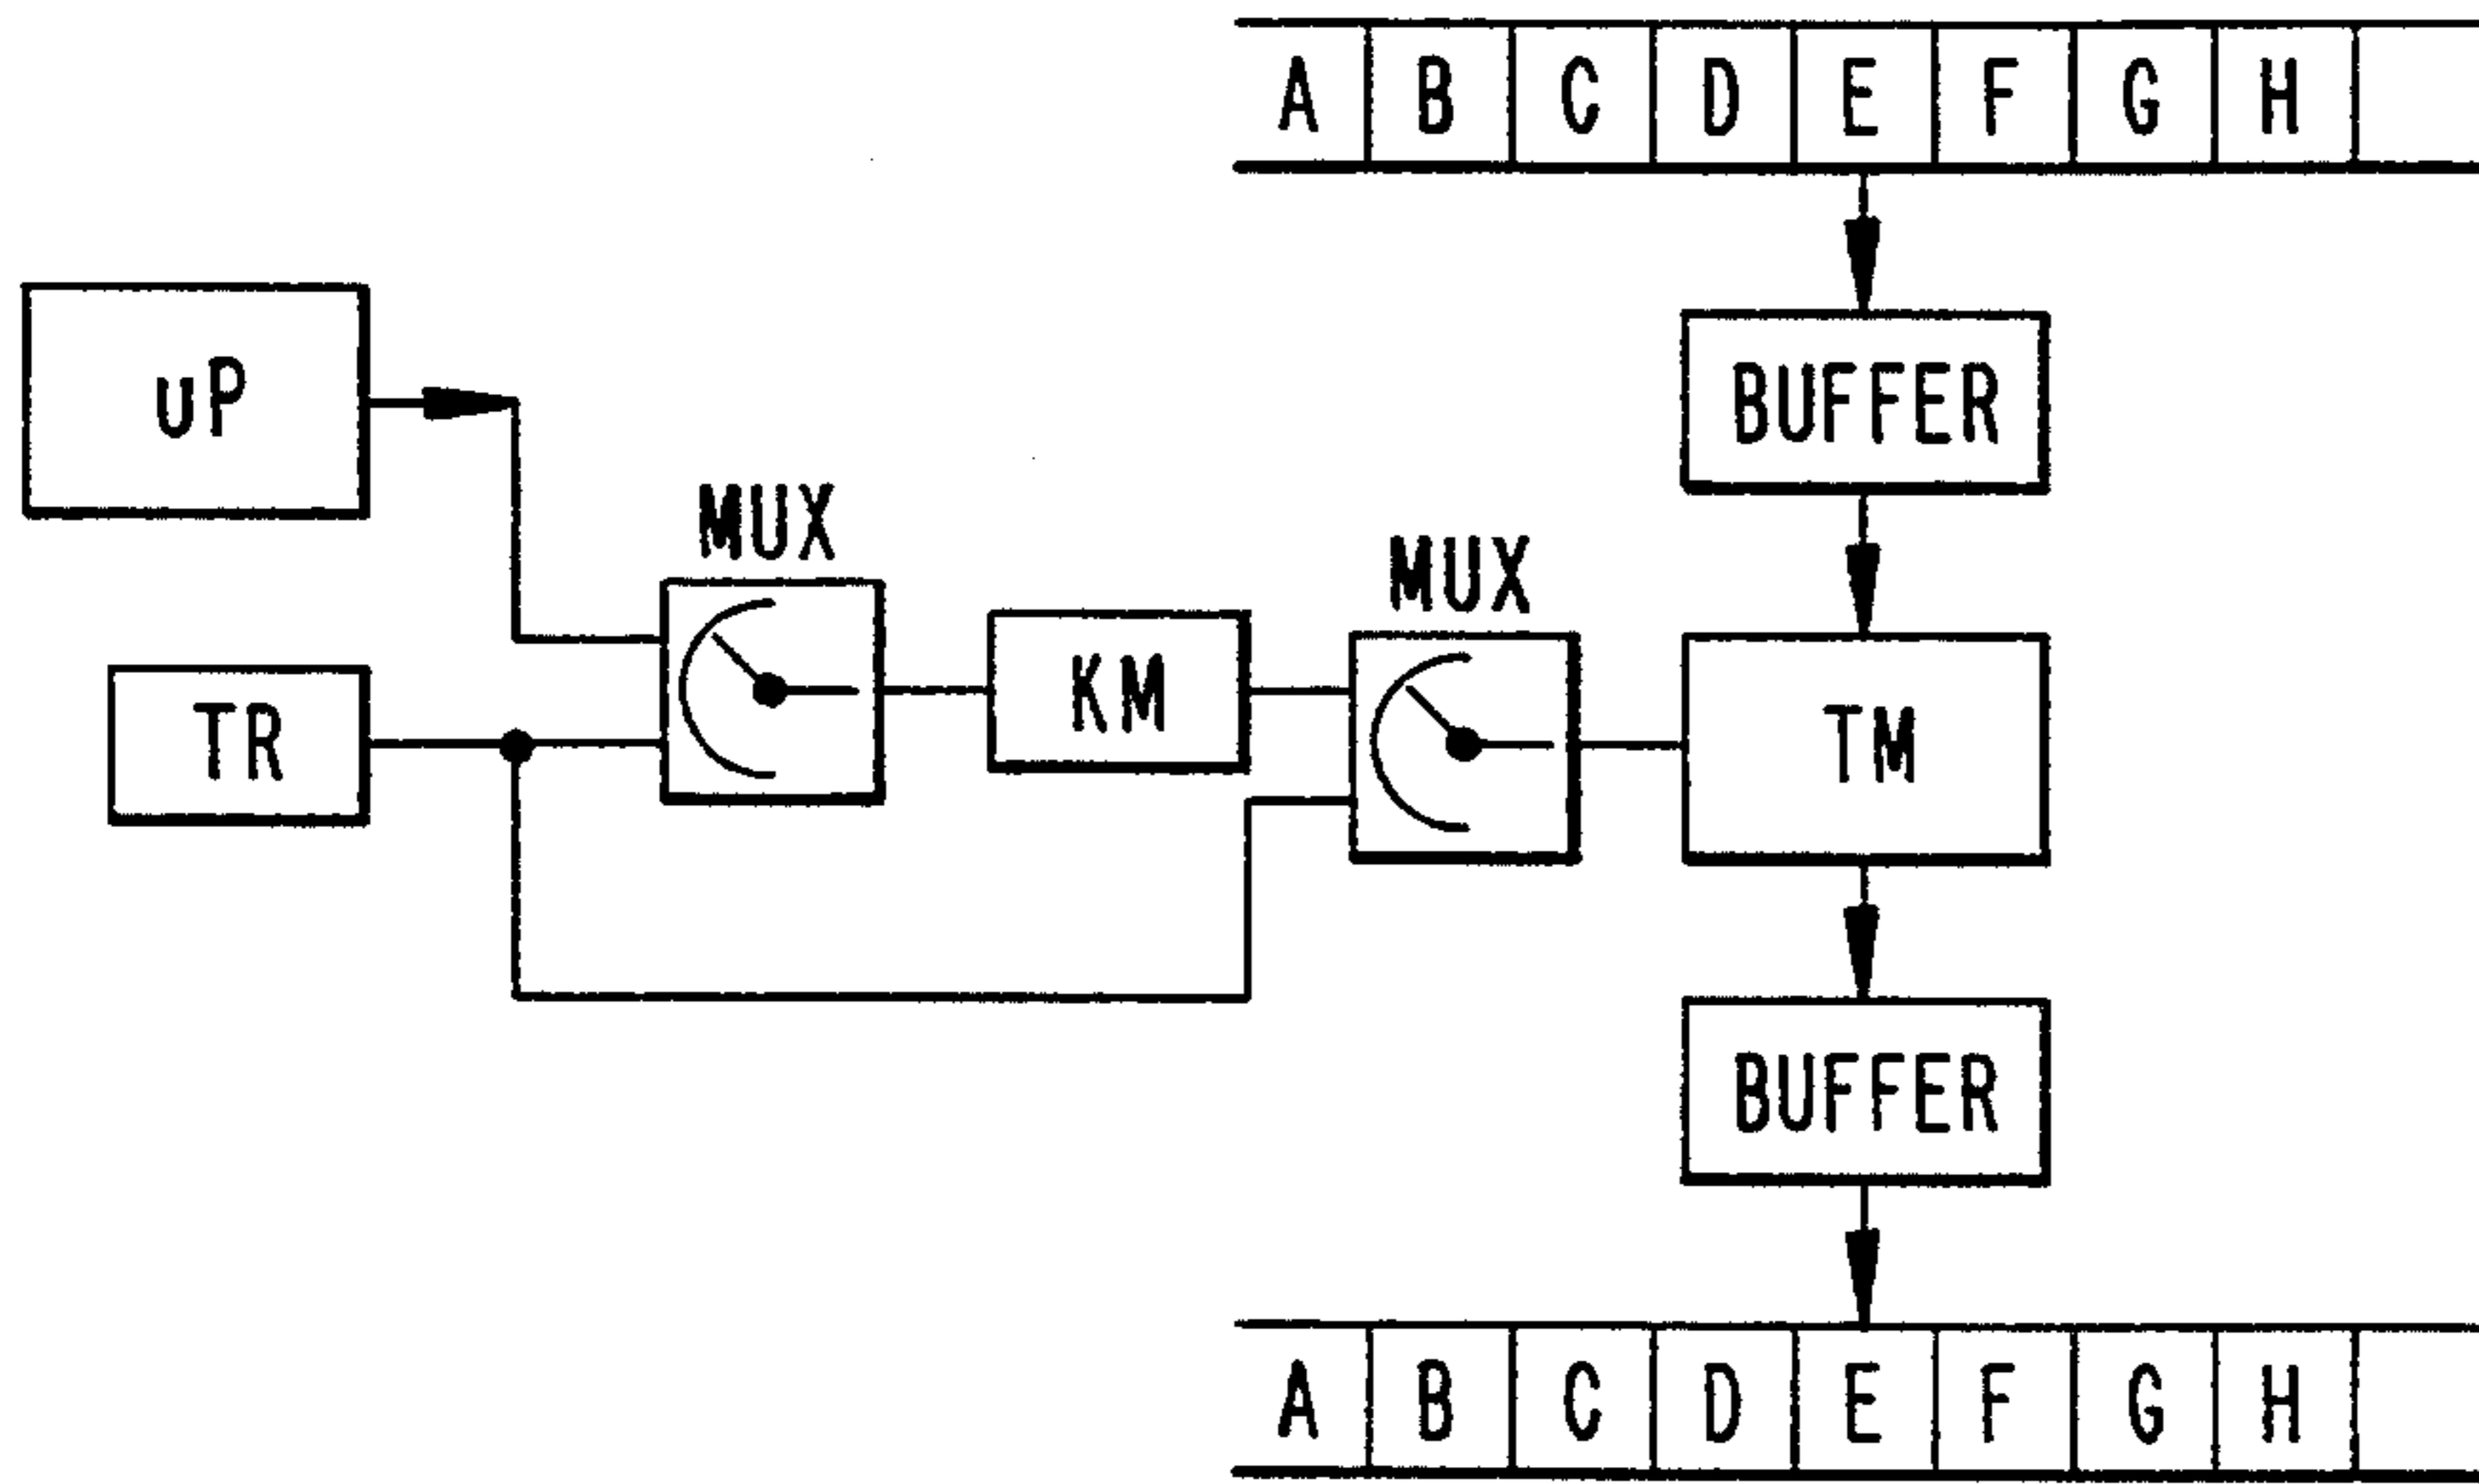 A B C D E F G H
uP
BUFFER
MUX
MUX
KM
TR
TM
BUFFER
A B C D E F G H